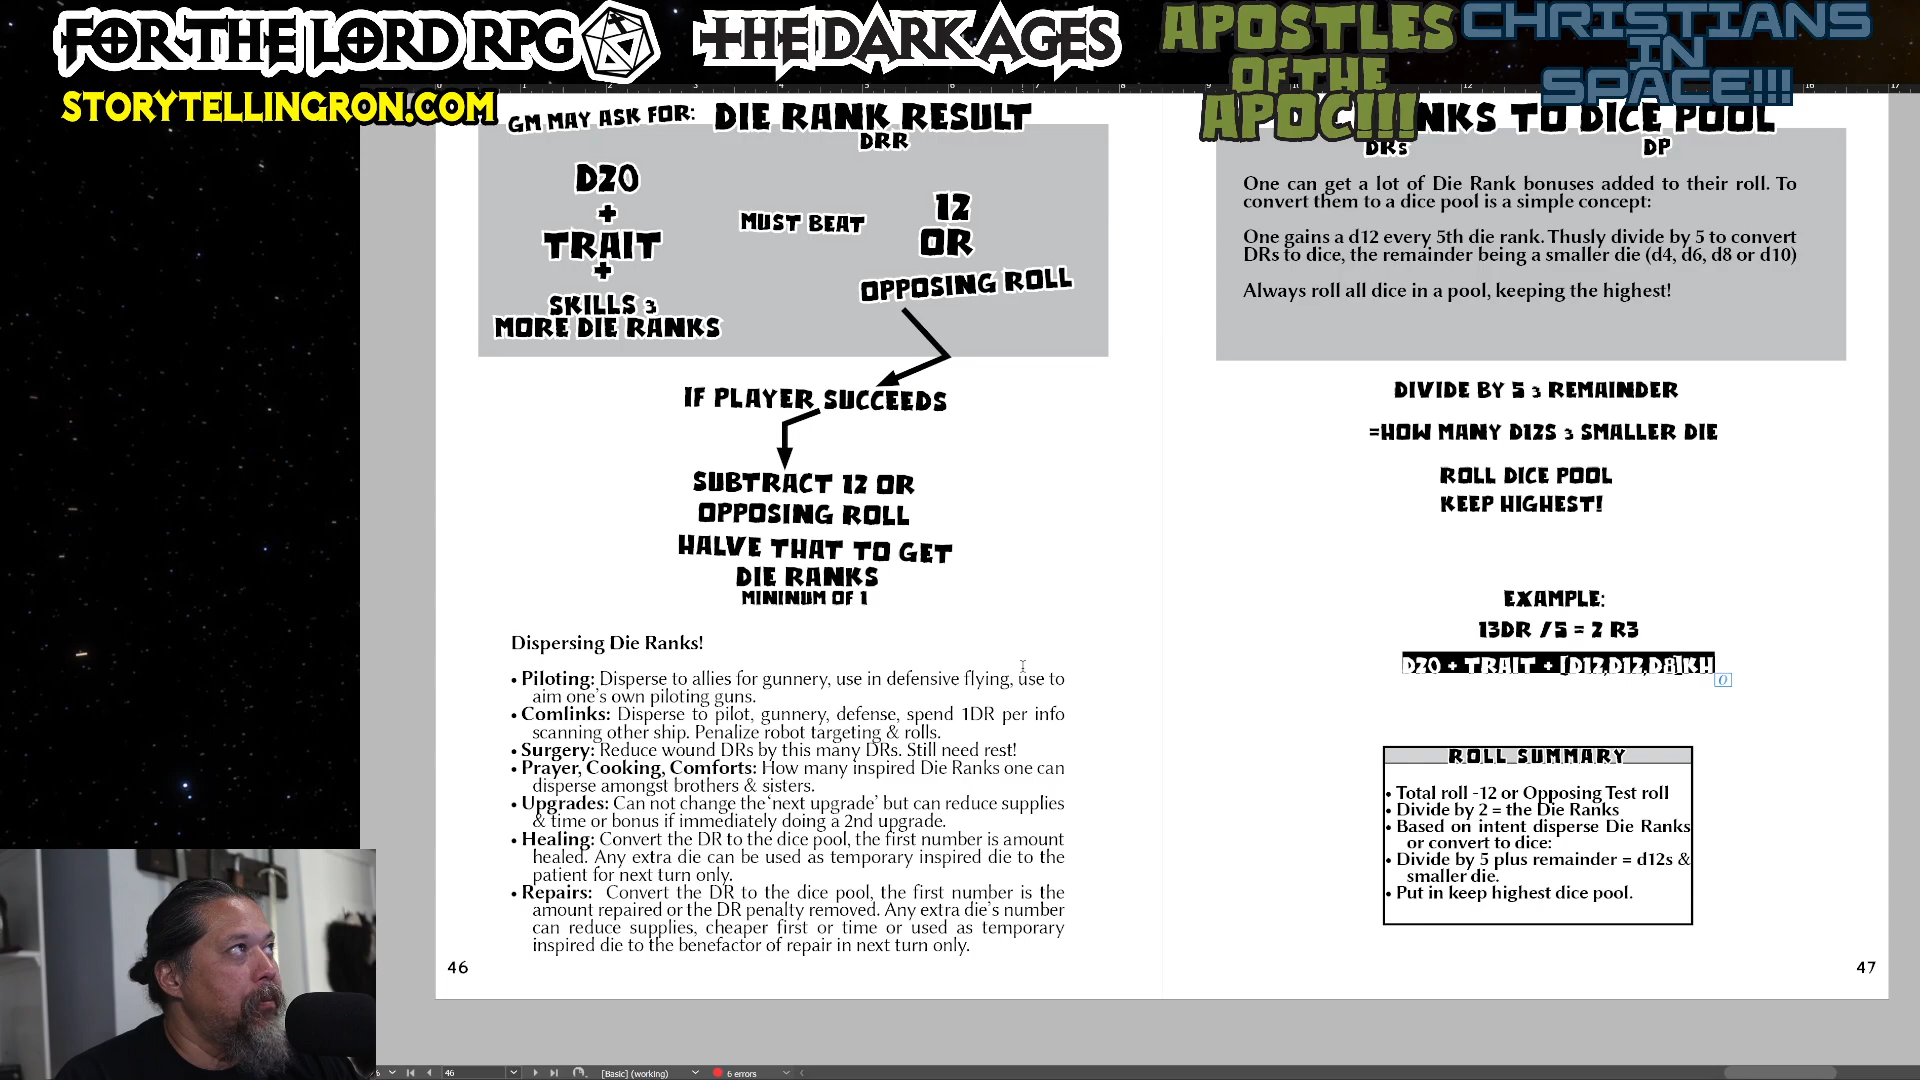 FOR THE LORD RPG
THE DARK AGES
APOSTLES
OF THE
APOC!!!
CHRISTIANS
IN
SPACE!!!
STORYTELLINGRON.COM
GM MAY ASK FOR:
DIE RANK RESULT
DRR
D20
+
TRAIT
+
SKILLS &
MORE DIE RANKS
MUST BEAT
12
OR
OPPOSING ROLL
IF PLAYER SUCCEEDS
SUBTRACT 12 OR
OPPOSING ROLL
HALVE THAT TO GET
DIE RANKS
MININUM OF 1
Dispersing Die Ranks!
• Piloting: Disperse to allies for gunnery, use in defensive flying, use to
aim one's own piloting guns.
• Comlinks: Disperse to pilot, gunnery, defense, spend 1DR per info
scanning other ship. Penalize robot targeting & rolls.
• Surgery: Reduce wound DRs by this many DRs. Still need rest!
• Prayer, Cooking, Comforts: How many inspired Die Ranks one can
disperse amongst brothers & sisters.
• Upgrades: Can not change the 'next upgrade' but can reduce supplies
& time or bonus if immediately doing a 2nd upgrade.
• Healing: Convert the DR to the dice pool, the first number is amount
healed. Any extra die can be used as temporary inspired die to the
patient for next turn only.
• Repairs: Convert the DR to the dice pool, the first number is the
amount repaired or the DR penalty removed. Any extra die's number
can reduce supplies, cheaper first or time or used as temporary
inspired die to the benefactor of repair in next turn only.
46
NKS TO DICE POOL
DRs
DP
One can get a lot of Die Rank bonuses added to their roll. To
convert them to a dice pool is a simple concept:
One gains a d12 every 5th die rank. Thusly divide by 5 to convert
DRs to dice, the remainder being a smaller die (d4, d6, d8 or d10)
Always roll all dice in a pool, keeping the highest!
DIVIDE BY 5 & REMAINDER
=HOW MANY D12S & SMALLER DIE
ROLL DICE POOL
KEEP HIGHEST!
EXAMPLE:
13DR /5 = 2 R3
D20 + TRAIT + [D12,D12,D8]KH
ROLL SUMMARY
• Total roll -12 or Opposing Test roll
• Divide by 2 = the Die Ranks
• Based on intent disperse Die Ranks
or convert to dice:
• Divide by 5 plus remainder = d12s &
smaller die.
• Put in keep highest dice pool.
47
46
[Basic] (working)
6 errors